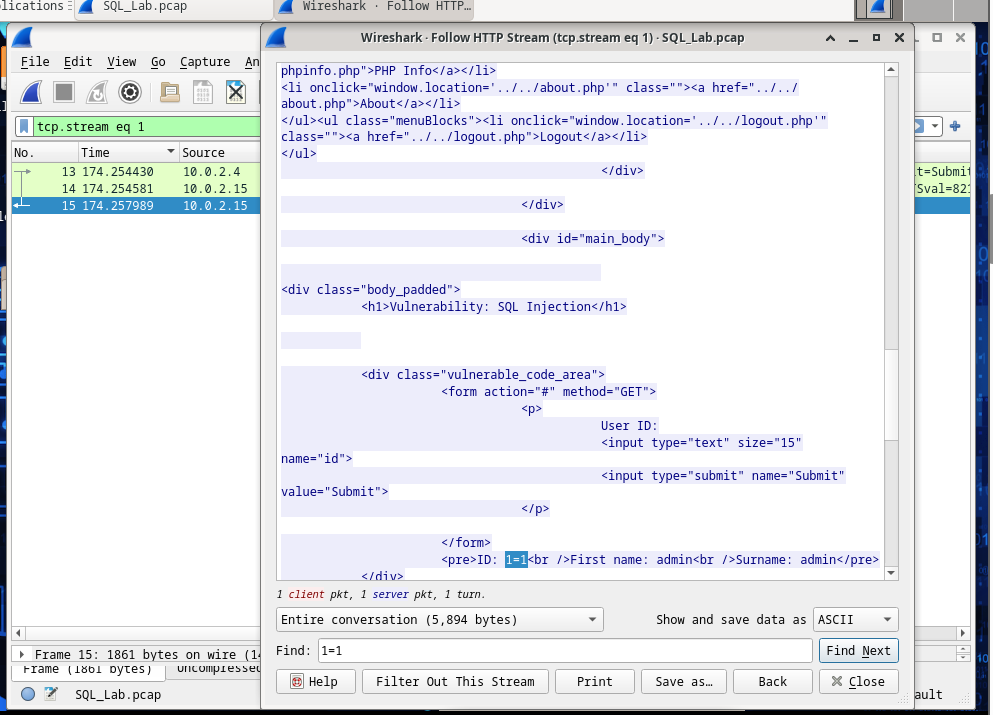 plications
SQL_Lab.pcap
Wireshark · Follow HTTP…
Wireshark · Follow HTTP Stream (tcp.stream eq 1) · SQL_Lab.pcap
File Edit View Go Capture An
tcp.stream eq 1
No. Time Source
13 174.254430 10.0.2.4
14 174.254581 10.0.2.15
15 174.257989 10.0.2.15
t=Submit
Sval=821
phpinfo.php">PHP Info</a></li>
<li onclick="window.location='../../about.php'" class=""><a href="../../
about.php">About</a></li>
</ul><ul class="menuBlocks"><li onclick="window.location='../../logout.php'"
class=""><a href="../../logout.php">Logout</a></li>
</ul>
</div>
</div>
<div id="main_body">
<div class="body_padded">
<h1>Vulnerability: SQL Injection</h1>
<div class="vulnerable_code_area">
<form action="#" method="GET">
<p>
User ID:
<input type="text" size="15"
name="id">
<input type="submit" name="Submit"
value="Submit">
</p>
</form>
<pre>ID: 1=1<br />First name: admin<br />Surname: admin</pre>
</div>
1 client pkt, 1 server pkt, 1 turn.
Entire conversation (5,894 bytes)
Show and save data as ASCII
Find: 1=1
Find Next
Help
Filter Out This Stream
Print
Save as…
Back
Close
Frame 15: 1861 bytes on wire (14
Frame (1861 bytes)
Uncompressed
SQL_Lab.pcap
ault